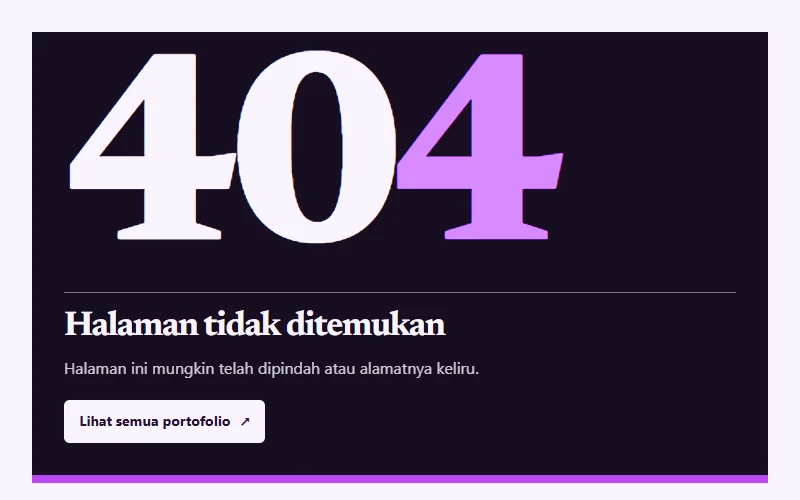 404
Halaman tidak ditemukan
Halaman ini mungkin telah dipindah atau alamatnya keliru.
Lihat semua portofolio ↗